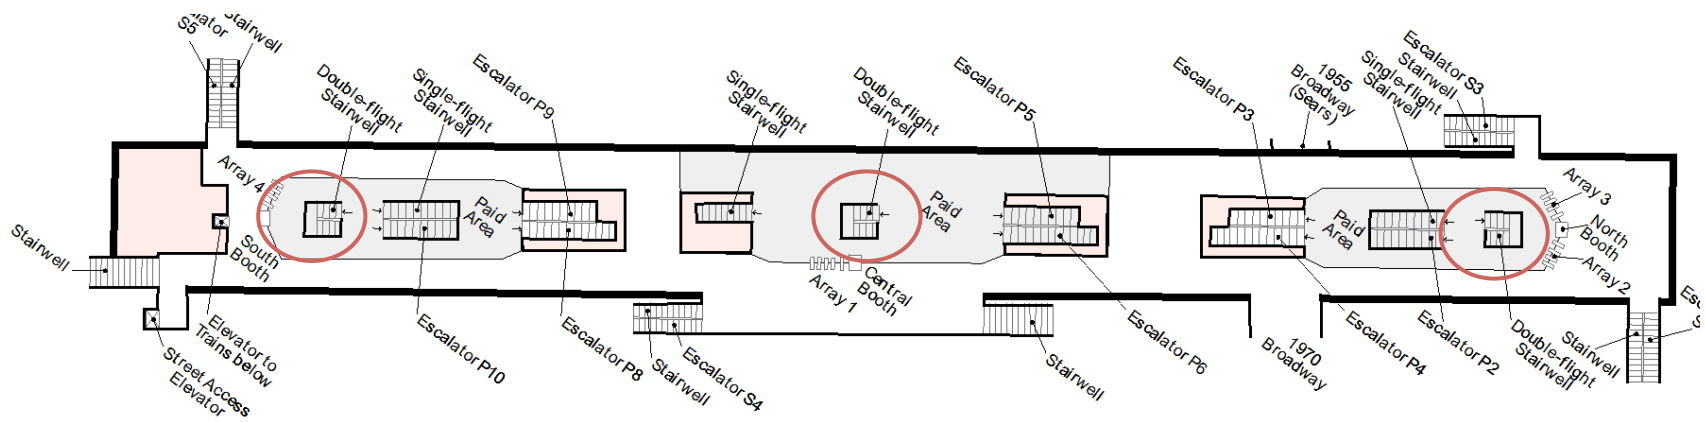 ator
S5
Stairwell
Double-flight
Stairwell
Single-flight
Stairwell
Escalator P9
Single-flight
Stairwell
Double-flight
Stairwell
Escalator P5
Escalator P3
1955
Broadway
(Sears)
Single-flight
Stairwell
Stairwell
Escalator S3
Array 4
Paid
Area
Paid
Area
Paid
Area
Array 3
North
Booth
Array 2
Stairwell
South
Booth
Array 1
Central
Booth
Elevator to
Trains below
Street Access
Elevator
Escalator P10
Escalator P8
Stairwell
Escalator S4
Stairwell
Escalator P6
1970
Broadway
Escalator P4
Escalator P2
Double-flight
Stairwell
Stairwell